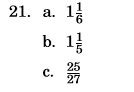 21. a. 1 1/6
b. 1 1/5
c. 25/27